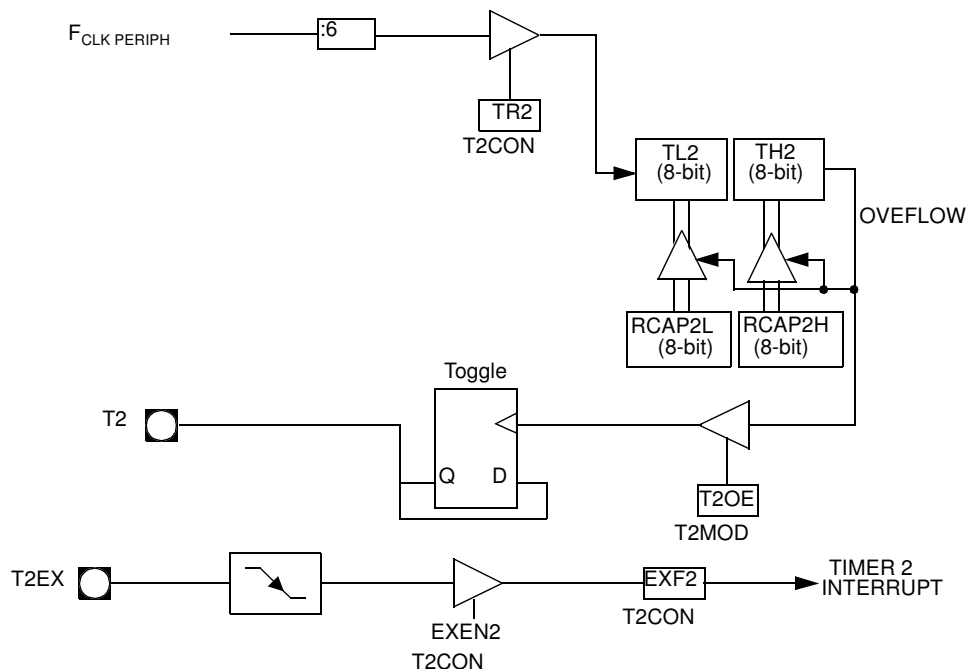 FCLK PERIPH
:6
TR2
T2CON
TL2
(8-bit)
TH2
(8-bit)
OVEFLOW
RCAP2L
(8-bit)
RCAP2H
(8-bit)
Toggle
T2
Q D
T2OE
T2MOD
T2EX
EXEN2
T2CON
EXF2
T2CON
TIMER 2
INTERRUPT